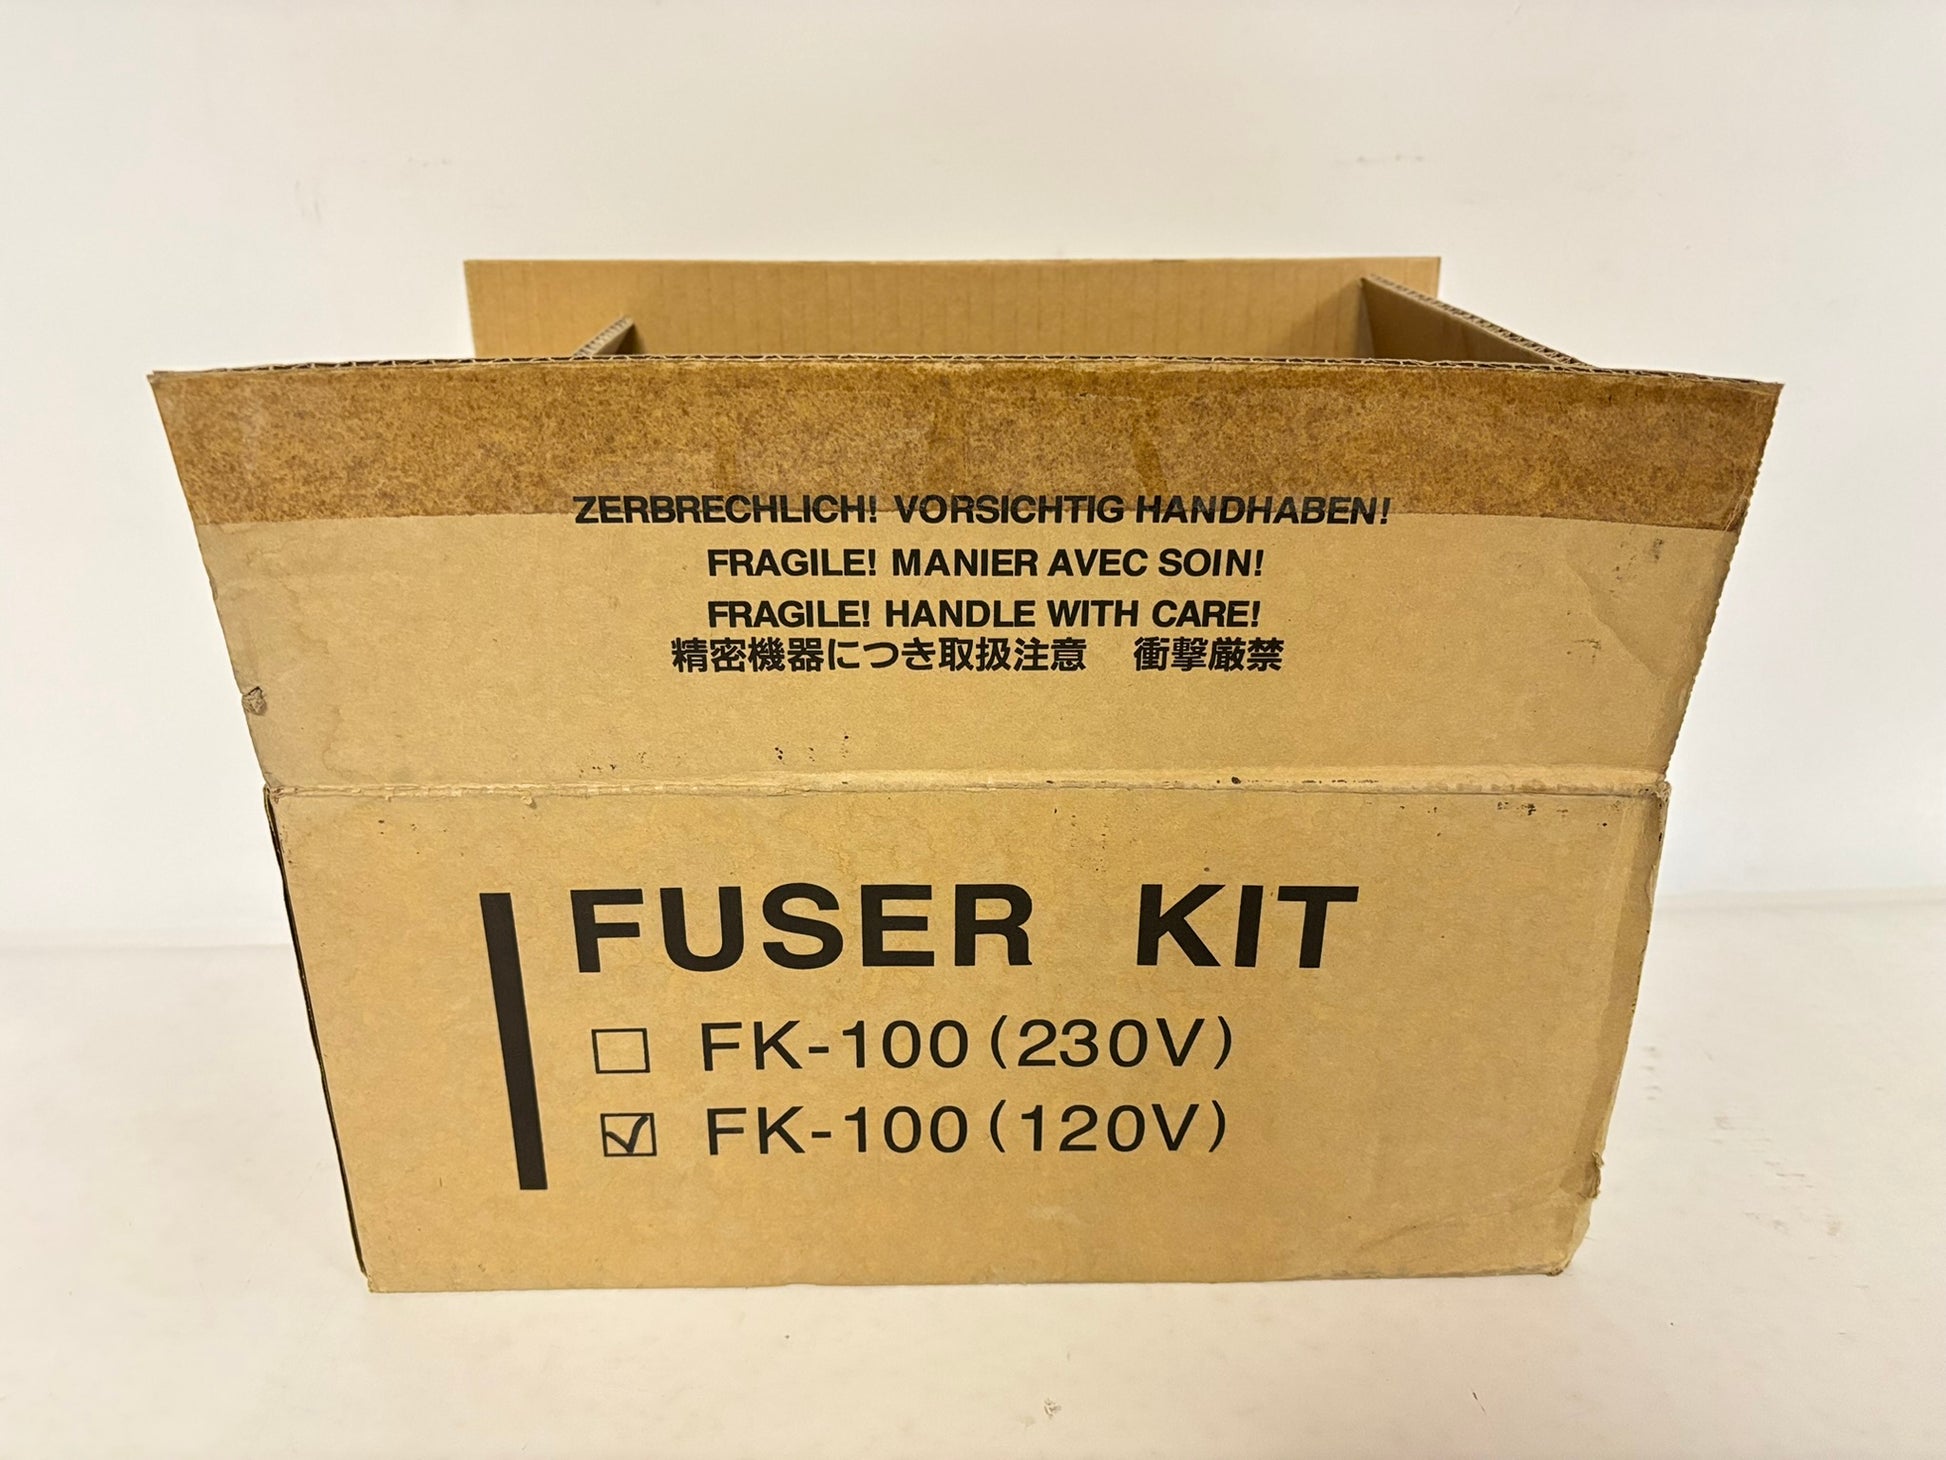 ZERBRECHLICH! VORSICHTIG HANDHABEN!
FRAGILE! MANIER AVEC SOIN!
FRAGILE! HANDLE WITH CARE!
精密機器につき取扱注意　衝撃厳禁
FUSER KIT
FK-100(230V)
FK-100(120V)